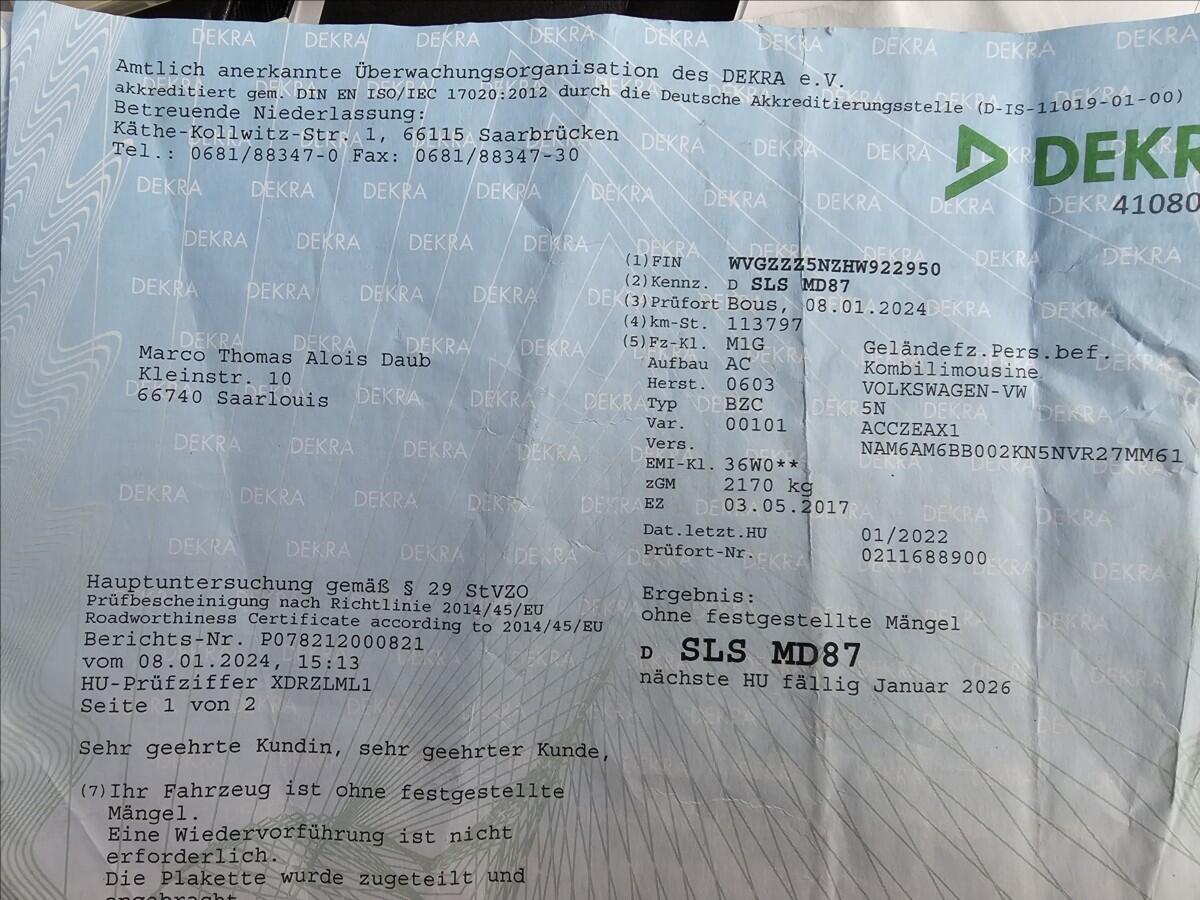 Amtlich anerkannte Überwachungsorganisation des DEKRA e.V.
akkreditiert gem. DIN EN ISO/IEC 17020:2012 durch die Deutsche Akkreditierungsstelle (D-IS-11019-01-00)
Betreuende Niederlassung:
Käthe-Kollwitz-Str. 1, 66115 Saarbrücken
Tel.: 0681/88347-0 Fax: 0681/88347-30
DEKR
41080
(1)FIN WVGZZZ5NZHW922950
(2)Kennz. D SLS MD87
(3)Prüfort Bous, 08.01.2024
(4)km-St. 113797
(5)Fz-Kl. M1G Geländefz.Pers.bef.
Aufbau AC Kombilimousine
Herst. 0603 VOLKSWAGEN-VW
Typ BZC 5N
Var. 00101 ACCZEAX1
Vers. NAM6AM6BB002KN5NVR27MM61
EMI-Kl. 36W0**
zGM 2170 kg
EZ 03.05.2017
Dat.letzt.HU 01/2022
Prüfort-Nr. 0211688900
Marco Thomas Alois Daub
Kleinstr. 10
66740 Saarlouis
Hauptuntersuchung gemäß § 29 StVZO
Prüfbescheinigung nach Richtlinie 2014/45/EU
Roadworthiness Certificate according to 2014/45/EU
Berichts-Nr. P078212000821
vom 08.01.2024, 15:13
HU-Prüfziffer XDRZLML1
Seite 1 von 2
Ergebnis:
ohne festgestellte Mängel
D SLS MD87
nächste HU fällig Januar 2026
Sehr geehrte Kundin, sehr geehrter Kunde,
(7)Ihr Fahrzeug ist ohne festgestellte
Mängel.
Eine Wiedervorführung ist nicht
erforderlich.
Die Plakette wurde zugeteilt und
angebracht.